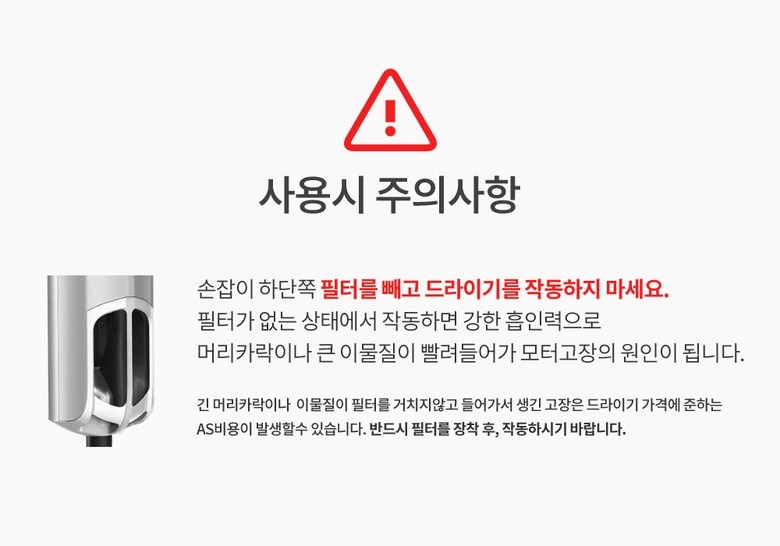 사용시 주의사항
손잡이 하단쪽 필터를 빼고 드라이기를 작동하지 마세요.
필터가 없는 상태에서 작동하면 강한 흡인력으로
머리카락이나 큰 이물질이 빨려들어가 모터고장의 원인이 됩니다.
긴 머리카락이나 이물질이 필터를 거치지않고 들어가서 생긴 고장은 드라이기 가격에 준하는
AS비용이 발생할수 있습니다. 반드시 필터를 장착 후, 작동하시기 바랍니다.